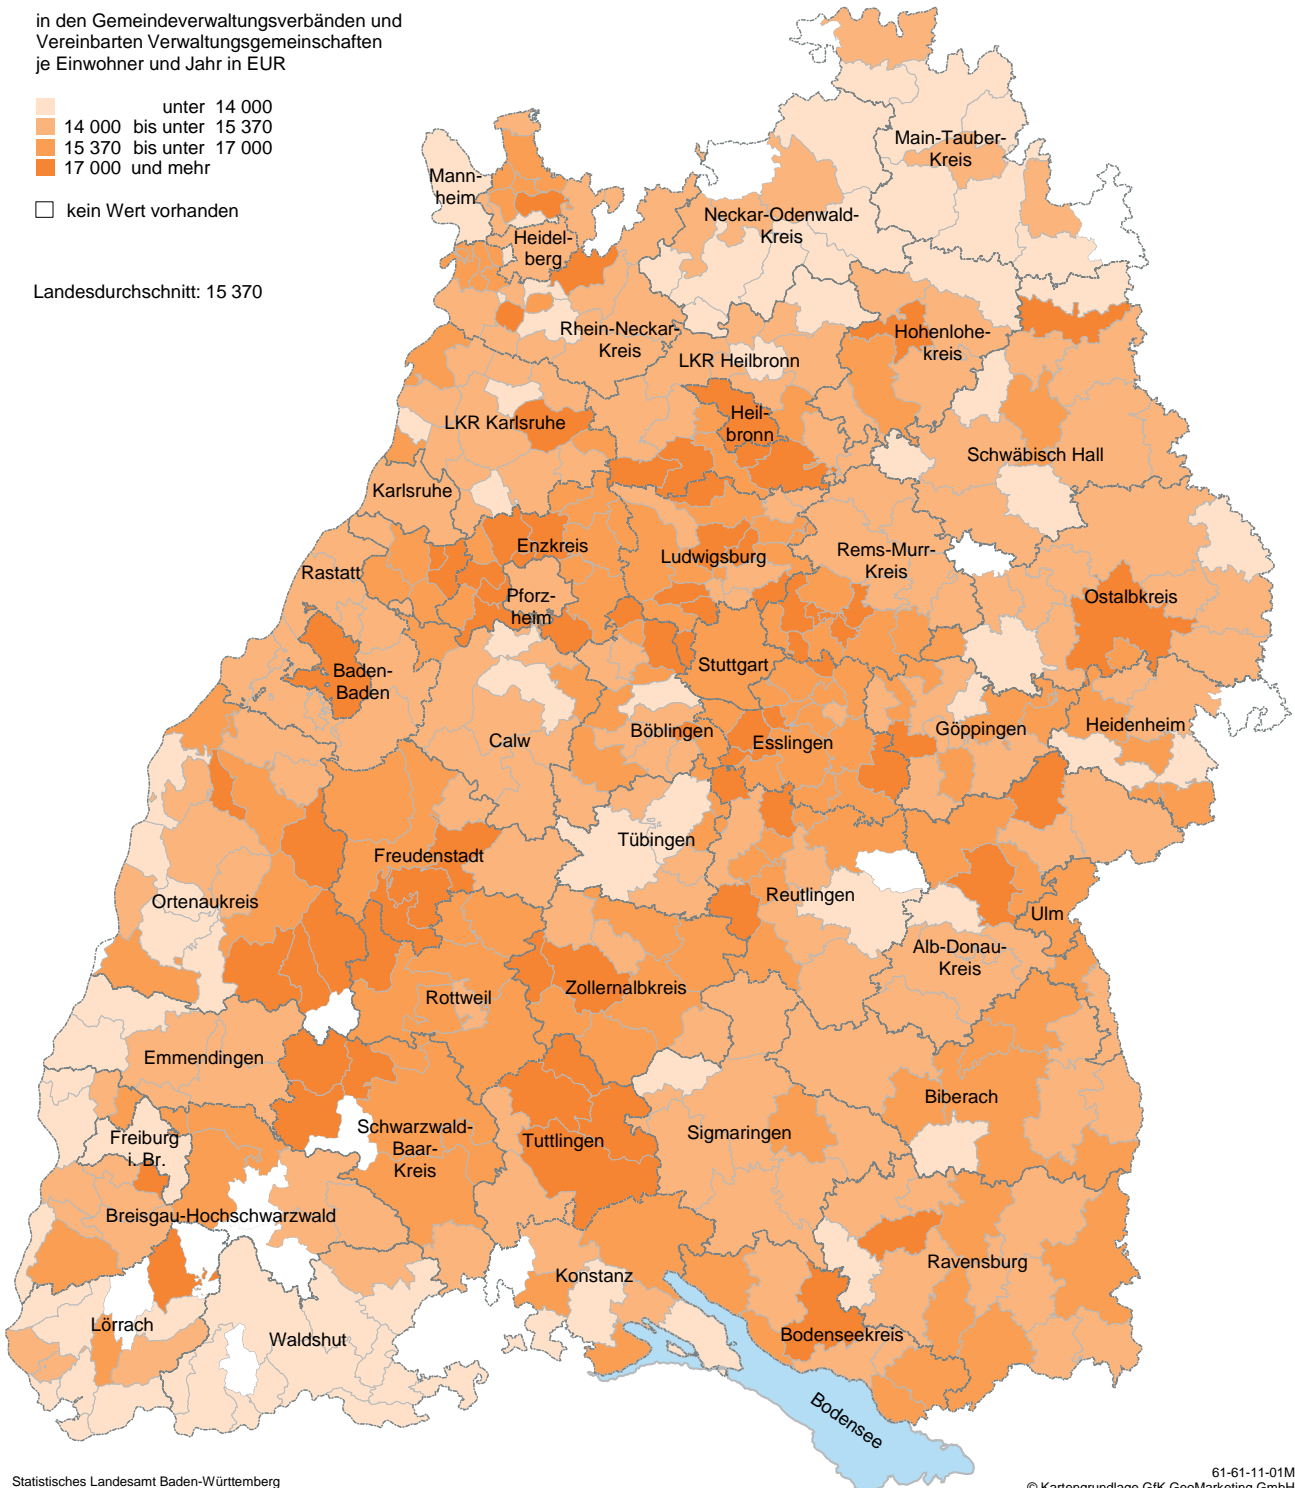 in den Gemeindeverwaltungsverbänden und
Vereinbarten Verwaltungsgemeinschaften
je Einwohner und Jahr in EUR
unter 14 000
14 000 bis unter 15 370
15 370 bis unter 17 000
17 000 und mehr
kein Wert vorhanden
Landesdurchschnitt: 15 370
Main-Tauber-
Kreis
Mann-
heim
Neckar-Odenwald-
Kreis
Heidel-
berg
Rhein-Neckar-
Kreis
Hohenlohe-
kreis
LKR Heilbronn
LKR Karlsruhe
Heil-
bronn
Schwäbisch Hall
Karlsruhe
Enzkreis
Ludwigsburg
Rems-Murr-
Kreis
Rastatt
Pforz-
heim
Ostalbkreis
Baden-
Baden
Stuttgart
Calw
Böblingen
Esslingen
Göppingen
Heidenheim
Tübingen
Freudenstadt
Reutlingen
Ortenaukreis
Ulm
Alb-Donau-
Kreis
Zollernalbkreis
Rottweil
Emmendingen
Biberach
Freiburg
i. Br.
Schwarzwald-
Baar-
Kreis
Tuttlingen
Sigmaringen
Breisgau-Hochschwarzwald
Ravensburg
Konstanz
Lörrach
Waldshut
Bodenseekreis
Bodensee
Statistisches Landesamt Baden-Württemberg
61-61-11-01M
© Kartengrundlage GfK GeoMarketing GmbH